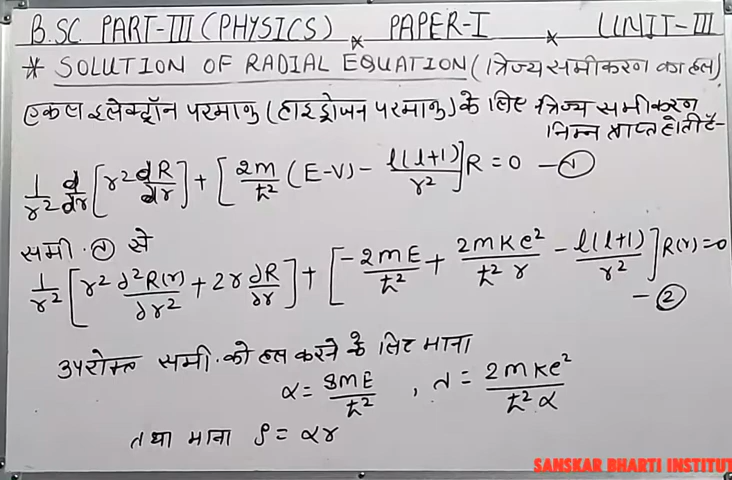 B.SC. PART-III (PHYSICS) * PAPER-I * UNIT-III
* SOLUTION OF RADIAL EQUATION (त्रिज्य समीकरण का हल)
एकल इलेक्ट्रॉन परमाणु (हाइड्रोजन परमाणु) के लिए त्रिज्य समीकरण
निम्न प्राप्त होती है-
1/r² d/dr [r² dR/dr] + [2m/ħ² (E-V) - l(l+1)/r²] R = 0 — ①
समी. ① से
1/r² [r² ∂²R(r)/∂r² + 2r ∂R/∂r] + [-2mE/ħ² + 2mke²/ħ²r - l(l+1)/r²] R(r) = 0
— ②
उपरोक्त समी. को हल करने के लिए माना
α = 8mE/ħ² , λ = 2mke²/ħ²α
तथा माना ρ = αr
SANSKAR BHARTI INSTITUT